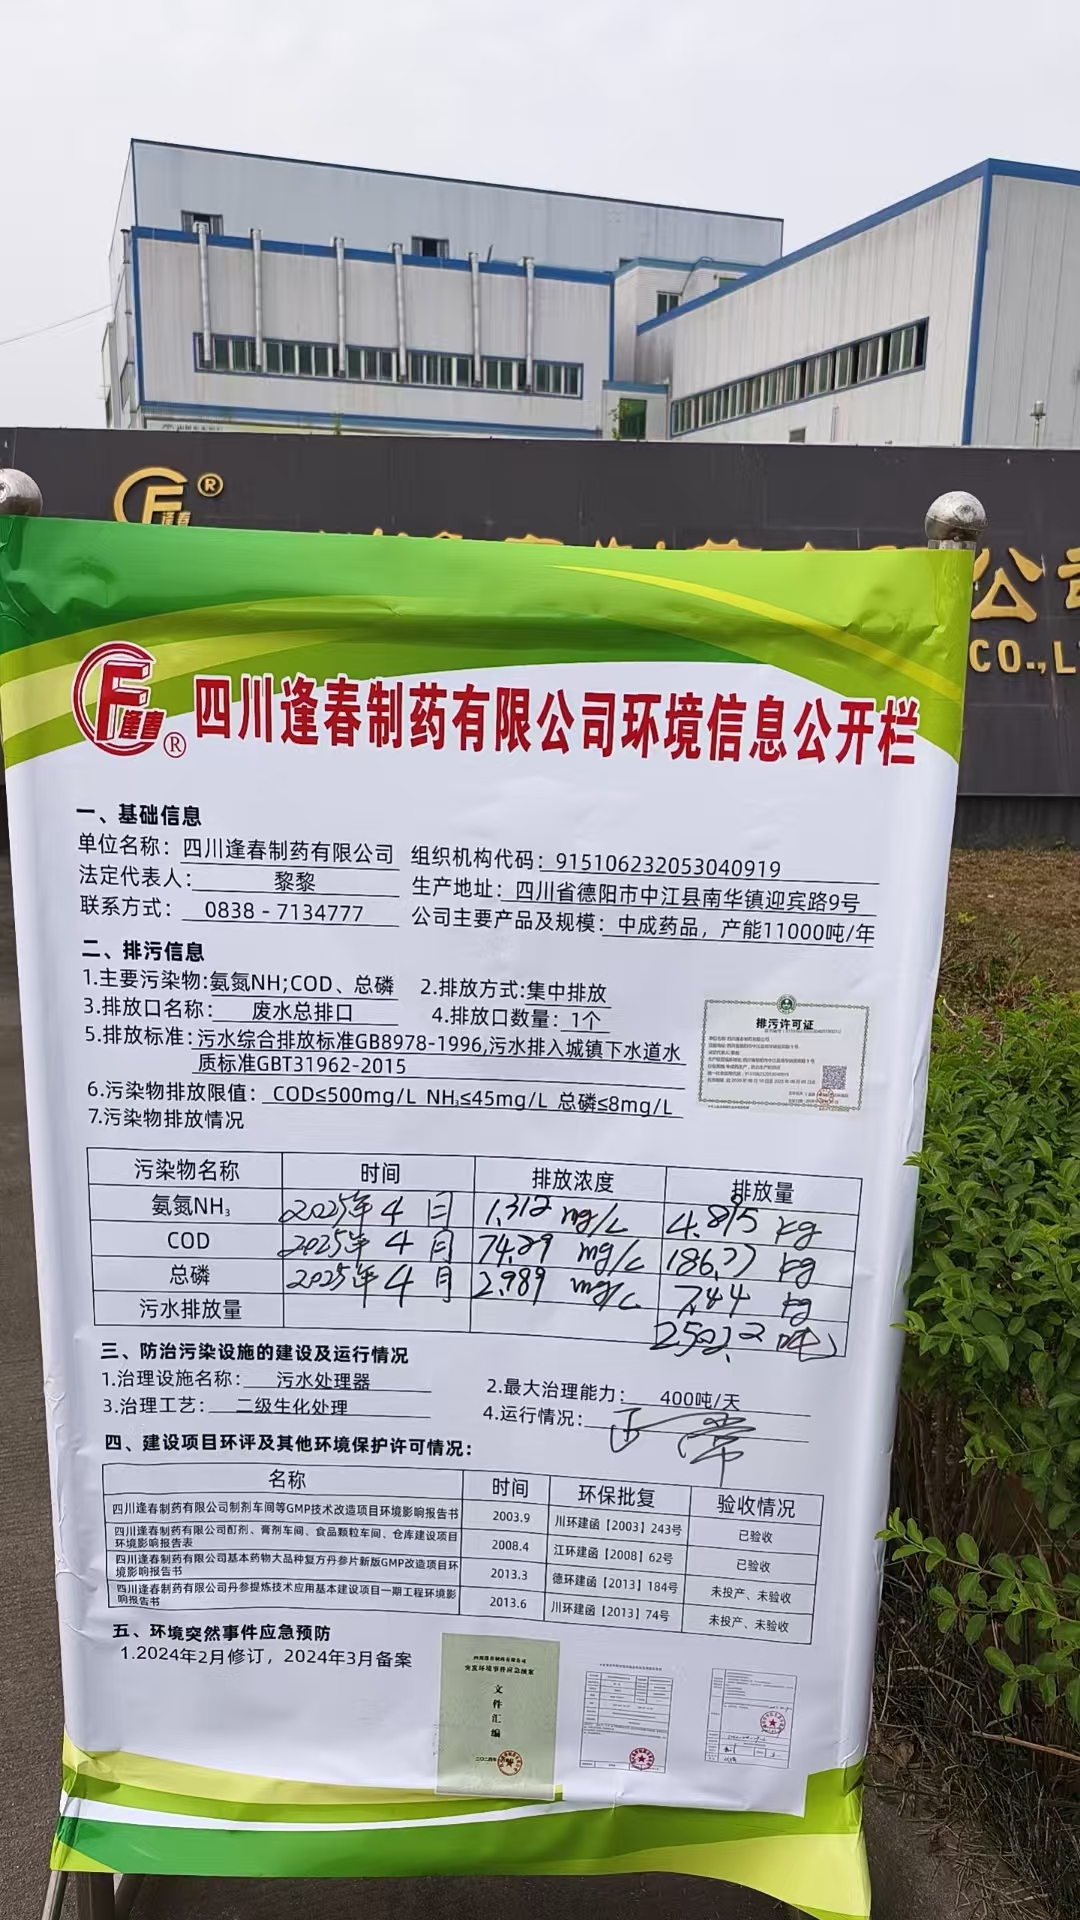 逢春
®
公司
CO.,L
逢春
®
四川逢春制药有限公司环境信息公开栏
一、基础信息
单位名称：四川逢春制药有限公司 组织机构代码：915106232053040919
法定代表人：黎黎 生产地址：四川省德阳市中江县南华镇迎宾路9号
联系方式：0838-7134777 公司主要产品及规模：中成药品，产能11000吨/年
二、排污信息
1.主要污染物:氨氮NH;COD、总磷 2.排放方式:集中排放
3.排放口名称：废水总排口 4.排放口数量：1个
5.排放标准：污水综合排放标准GB8978-1996,污水排入城镇下水道水
质标准GBT31962-2015
6.污染物排放限值：COD≤500mg/L NH₃≤45mg/L 总磷≤8mg/L
7.污染物排放情况
排污许可证
污染物名称 时间 排放浓度 排放量
氨氮NH₃ 2025年4月 1.312 mg/L kg
COD 2025年4月 74.29 mg/L 186.77 kg
总磷 2025年4月 2.989 mg/L 7.44 kg
污水排放量 2502.2吨
三、防治污染设施的建设及运行情况
1.治理设施名称：污水处理器 2.最大治理能力：400吨/天
3.治理工艺：二级生化处理 4.运行情况：正常
四、建设项目环评及其他环境保护许可情况：
名称 时间 环保批复 验收情况
四川逢春制药有限公司制剂车间等GMP技术改造项目环境影响报告书 2003.9 川环建函【2003】243号 已验收
四川逢春制药有限公司酊剂、膏剂车间、食品颗粒车间、仓库建设项目
环境影响报告表 2008.4 江环建函【2008】62号 已验收
四川逢春制药有限公司基本药物大品种复方丹参片新版GMP改造项目环
境影响报告书 2013.3 德环建函【2013】184号 未投产、未验收
四川逢春制药有限公司丹参提炼技术应用基本建设项目一期工程环境影
响报告书 2013.6 川环建函【2013】74号 未投产、未验收
五、环境突然事件应急预防
1.2024年2月修订，2024年3月备案
四川逢春制药有限公司
突发环境事件应急预案
文件汇编